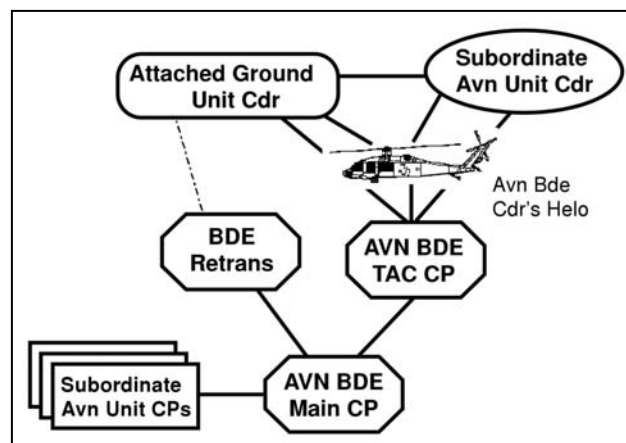 Attached Ground
Unit Cdr
Subordinate
Avn Unit Cdr
Avn Bde
Cdr's Helo
BDE
Retrans
AVN BDE
TAC CP
Subordinate
Avn Unit CPs
AVN BDE
Main CP